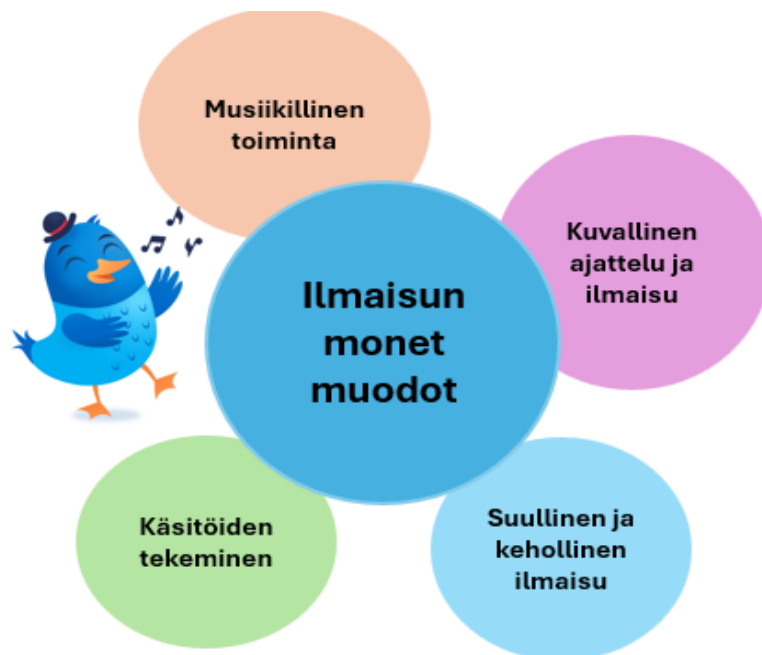 Musiikillinen
toiminta
Kuvallinen
ajattelu ja
ilmaisu
Ilmaisun
monet
muodot
Käsitöiden
tekeminen
Suullinen ja
kehollinen
ilmaisu